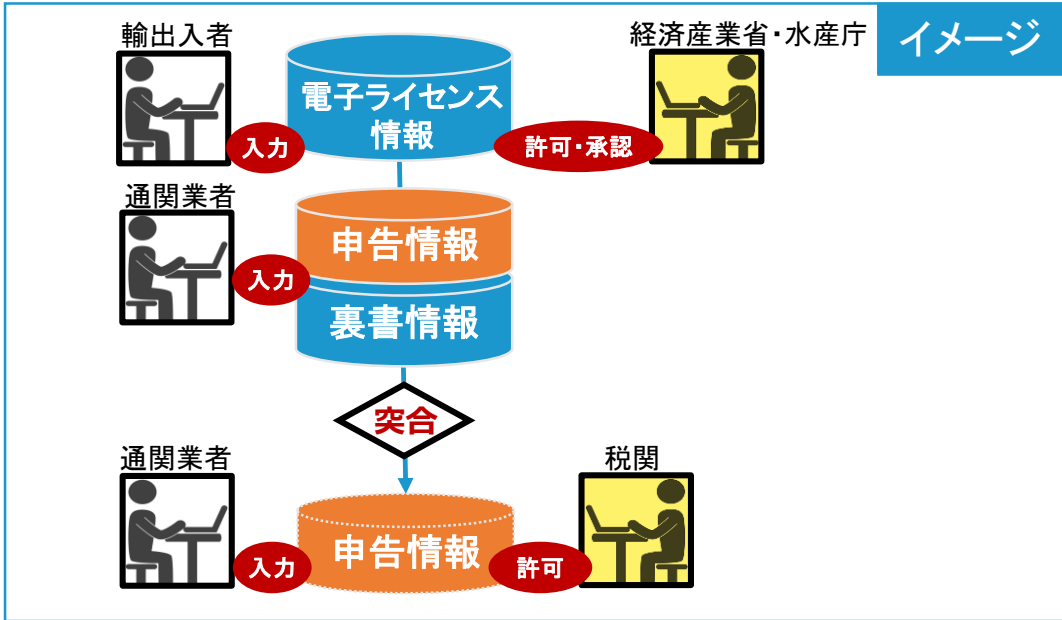 輸出入者
経済産業省・水産庁
イメージ
電子ライセンス
情報
入力
許可・承認
通関業者
申告情報
入力
裏書情報
突合
通関業者
税関
入力
申告情報
許可